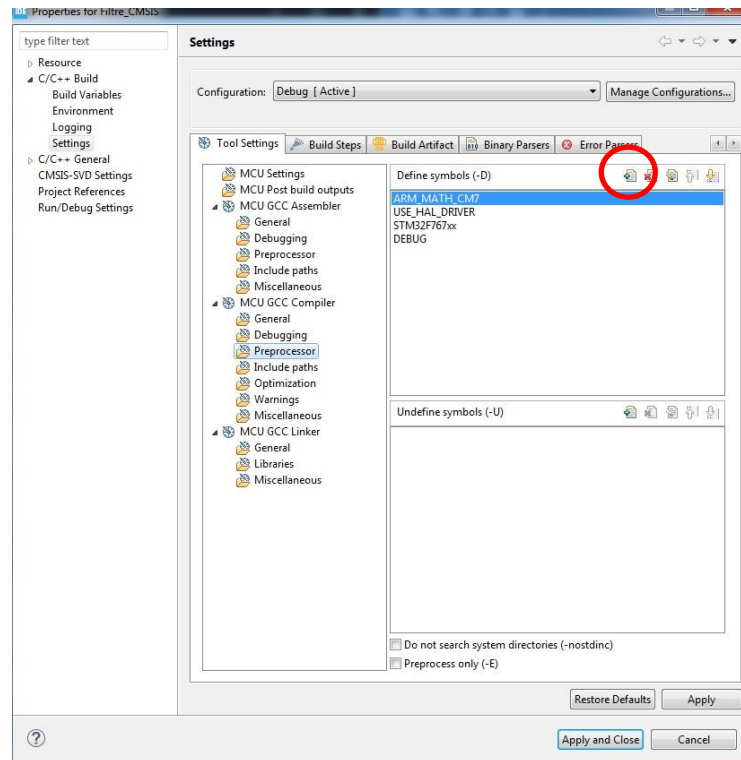 IDE Properties for Filtre_CMSIS
type filter text
Resource
C/C++ Build
Build Variables
Environment
Logging
Settings
C/C++ General
CMSIS-SVD Settings
Project References
Run/Debug Settings
Settings
Configuration: Debug [ Active ]
Manage Configurations...
Tool Settings
Build Steps
Build Artifact
Binary Parsers
Error Parsers
MCU Settings
MCU Post build outputs
MCU GCC Assembler
General
Debugging
Preprocessor
Include paths
Miscellaneous
MCU GCC Compiler
General
Debugging
Preprocessor
Include paths
Optimization
Warnings
Miscellaneous
MCU GCC Linker
General
Libraries
Miscellaneous
Define symbols (-D)
ARM_MATH_CM7
USE_HAL_DRIVER
STM32F767xx
DEBUG
Undefine symbols (-U)
Do not search system directories (-nostdinc)
Preprocess only (-E)
Restore Defaults
Apply
?
Apply and Close
Cancel